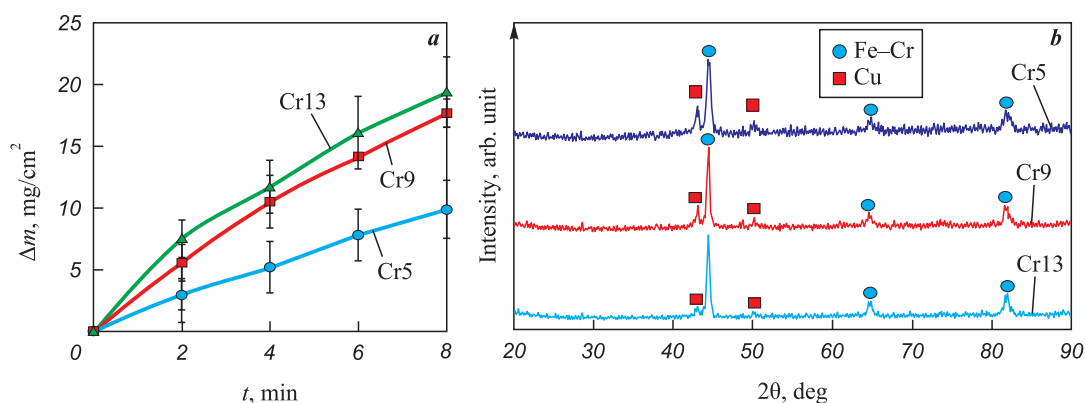 25
20
15
10
5
0
2
4
6
8
Δm, mg/cm²
t, min
a
Cr13
Cr9
Cr5
b
Fe–Cr
Cu
Cr5
Cr9
Cr13
Intensity, arb. unit
20
30
40
50
60
70
80
90
2θ, deg